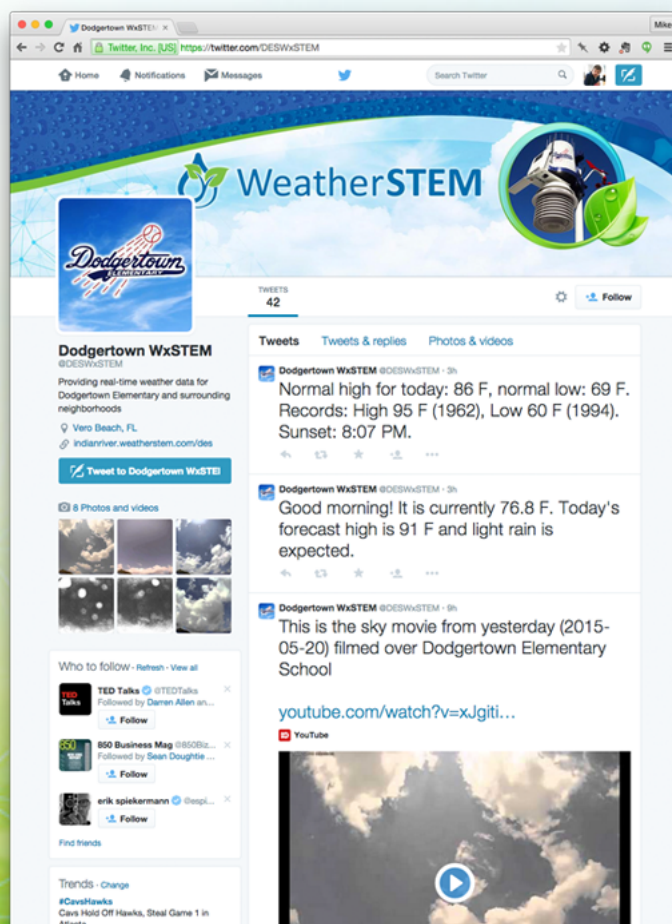 Dodgertown WxSTEM
Mike
Twitter, Inc. [US] https://twitter.com/DESWxSTEM
Home
Notifications
Messages
Search Twitter
WeatherSTEM
Dodgertown
ELEMENTARY
TWEETS
42
Follow
Dodgertown WxSTEM
@DESWxSTEM
Providing real-time weather data for
Dodgertown Elementary and surrounding
neighborhoods
Vero Beach, FL
indianriver.weatherstem.com/des
Tweet to Dodgertown WxSTEI
8 Photos and videos
Who to follow · Refresh · View all
TED
Talks
TED Talks @TEDTalks
Followed by Darren Allen an...
Follow
850
850 Business Mag @850Biz...
Followed by Sean Doughtie ...
Follow
erik spiekermann @espi...
Follow
Find friends
Trends · Change
#CavsHawks
Cavs Hold Off Hawks, Steal Game 1 in
Tweets
Tweets & replies
Photos & videos
Dodgertown WxSTEM @DESWxSTEM · 3h
Normal high for today: 86 F, normal low: 69 F.
Records: High 95 F (1962), Low 60 F (1994).
Sunset: 8:07 PM.
Dodgertown WxSTEM @DESWxSTEM · 3h
Good morning! It is currently 76.8 F. Today's
forecast high is 91 F and light rain is
expected.
Dodgertown WxSTEM @DESWxSTEM · 9h
This is the sky movie from yesterday (2015-
05-20) filmed over Dodgertown Elementary
School
youtube.com/watch?v=xJgiti...
YouTube